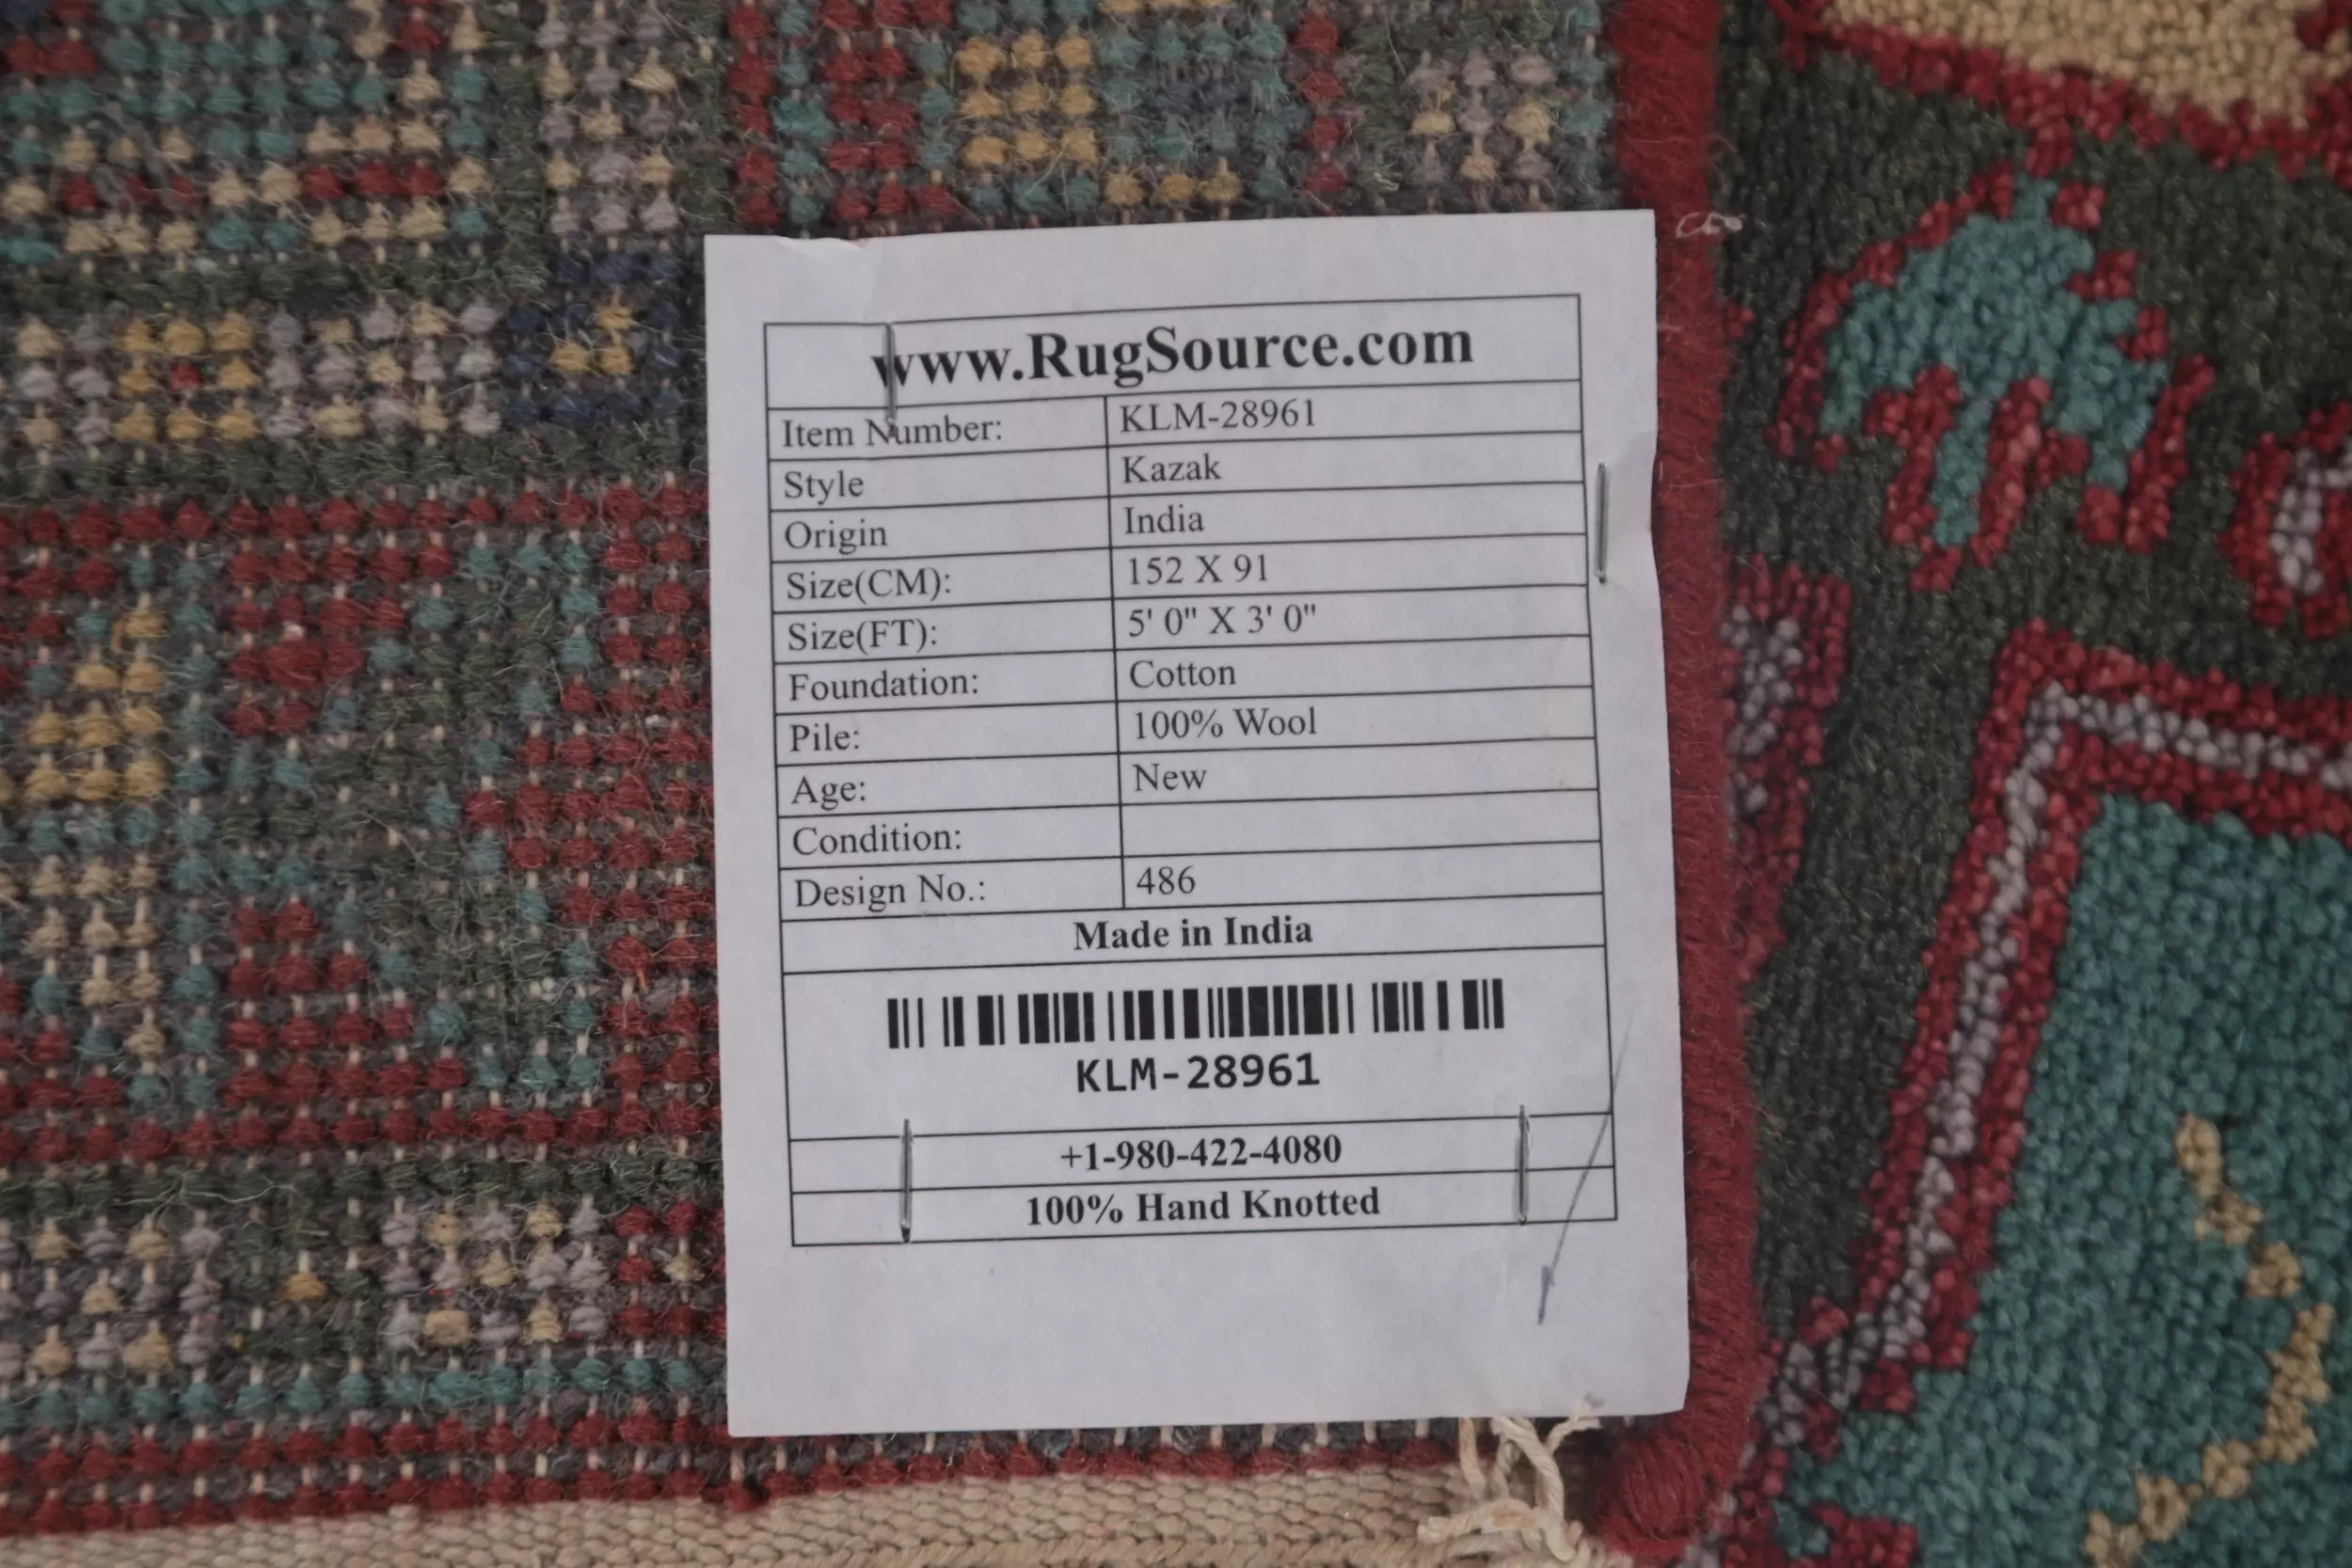 www.RugSource.com
Item Number: KLM-28961
Style Kazak
Origin India
Size(CM): 152 X 91
Size(FT): 5' 0" X 3' 0"
Foundation: Cotton
Pile: 100% Wool
Age: New
Condition:
Design No.: 486
Made in India
KLM-28961
+1-980-422-4080
100% Hand Knotted